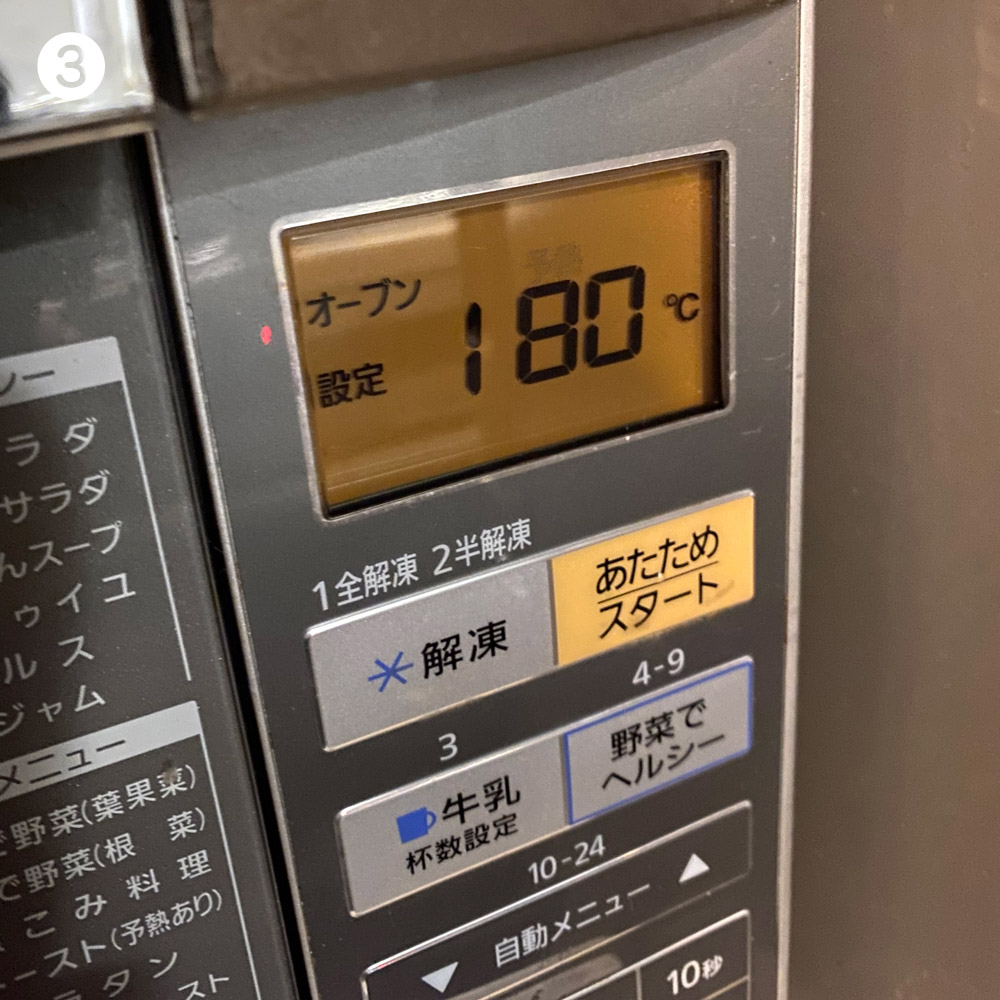 3
予熱
オーブン
180
℃
設定
1全解凍 2半解凍
解凍
あたため
スタート
3
4-9
牛乳
杯数設定
野菜で
ヘルシー
10-24
自動メニュー
10秒
ラダ
サラダ
んスープ
ゥイユ
ルス
ジャム
メニュー
で野菜(葉果菜)
で野菜(根 菜)
こみ料理
ースト(予熱あり)
タン
スト